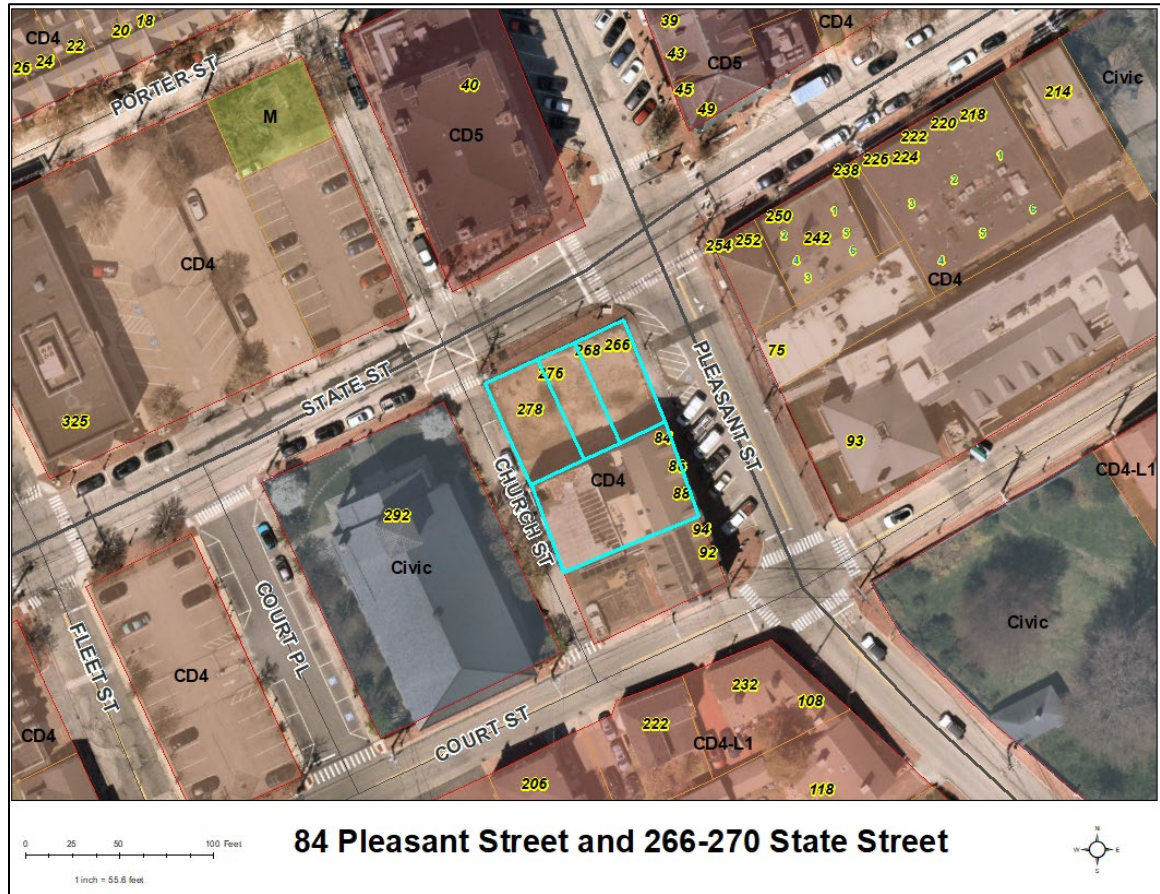 39
18
20
22
24
26
CD4
CD4
43
CD5
45
49
40
Civic
214
218
220
222
224
226
238
PORTER ST
M
CD5
CD4
1
2
3
6
5
4
250
1
252
254
2
242
5
6
4
3
CD4
75
STATE ST
PLEASANT ST
268
266
276
278
325
84
86
88
CD4
93
CD4-L1
CHURCH ST
94
92
292
Civic
Civic
COURT PL
FLEET ST
CD4
CD4
COURT ST
232
222
108
CD4-L1
206
118
0 25 50 100 Feet
1 inch = 55.6 feet
84 Pleasant Street and 266-270 State Street
N
W E
S